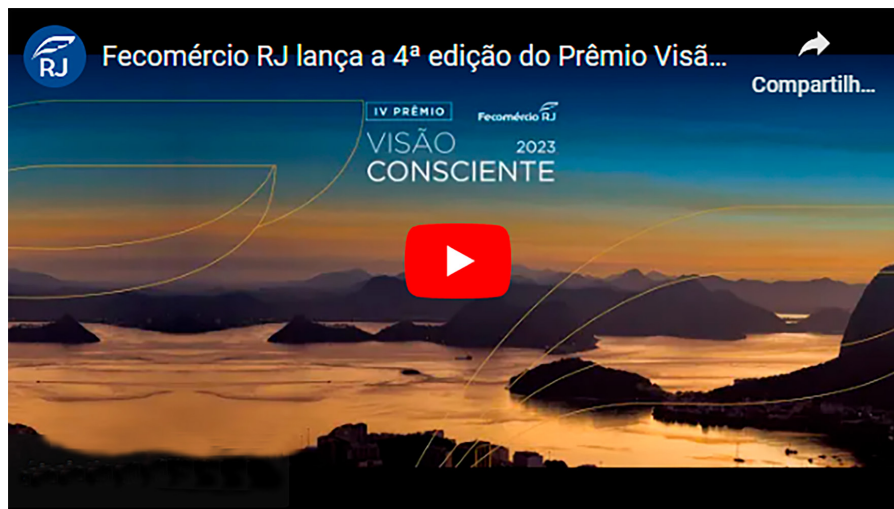 RJ
Fecomércio RJ lança a 4ª edição do Prêmio Visã...
Compartilh...
IV PRÊMIO
Fecomércio RJ
VISÃO
2023
CONSCIENTE